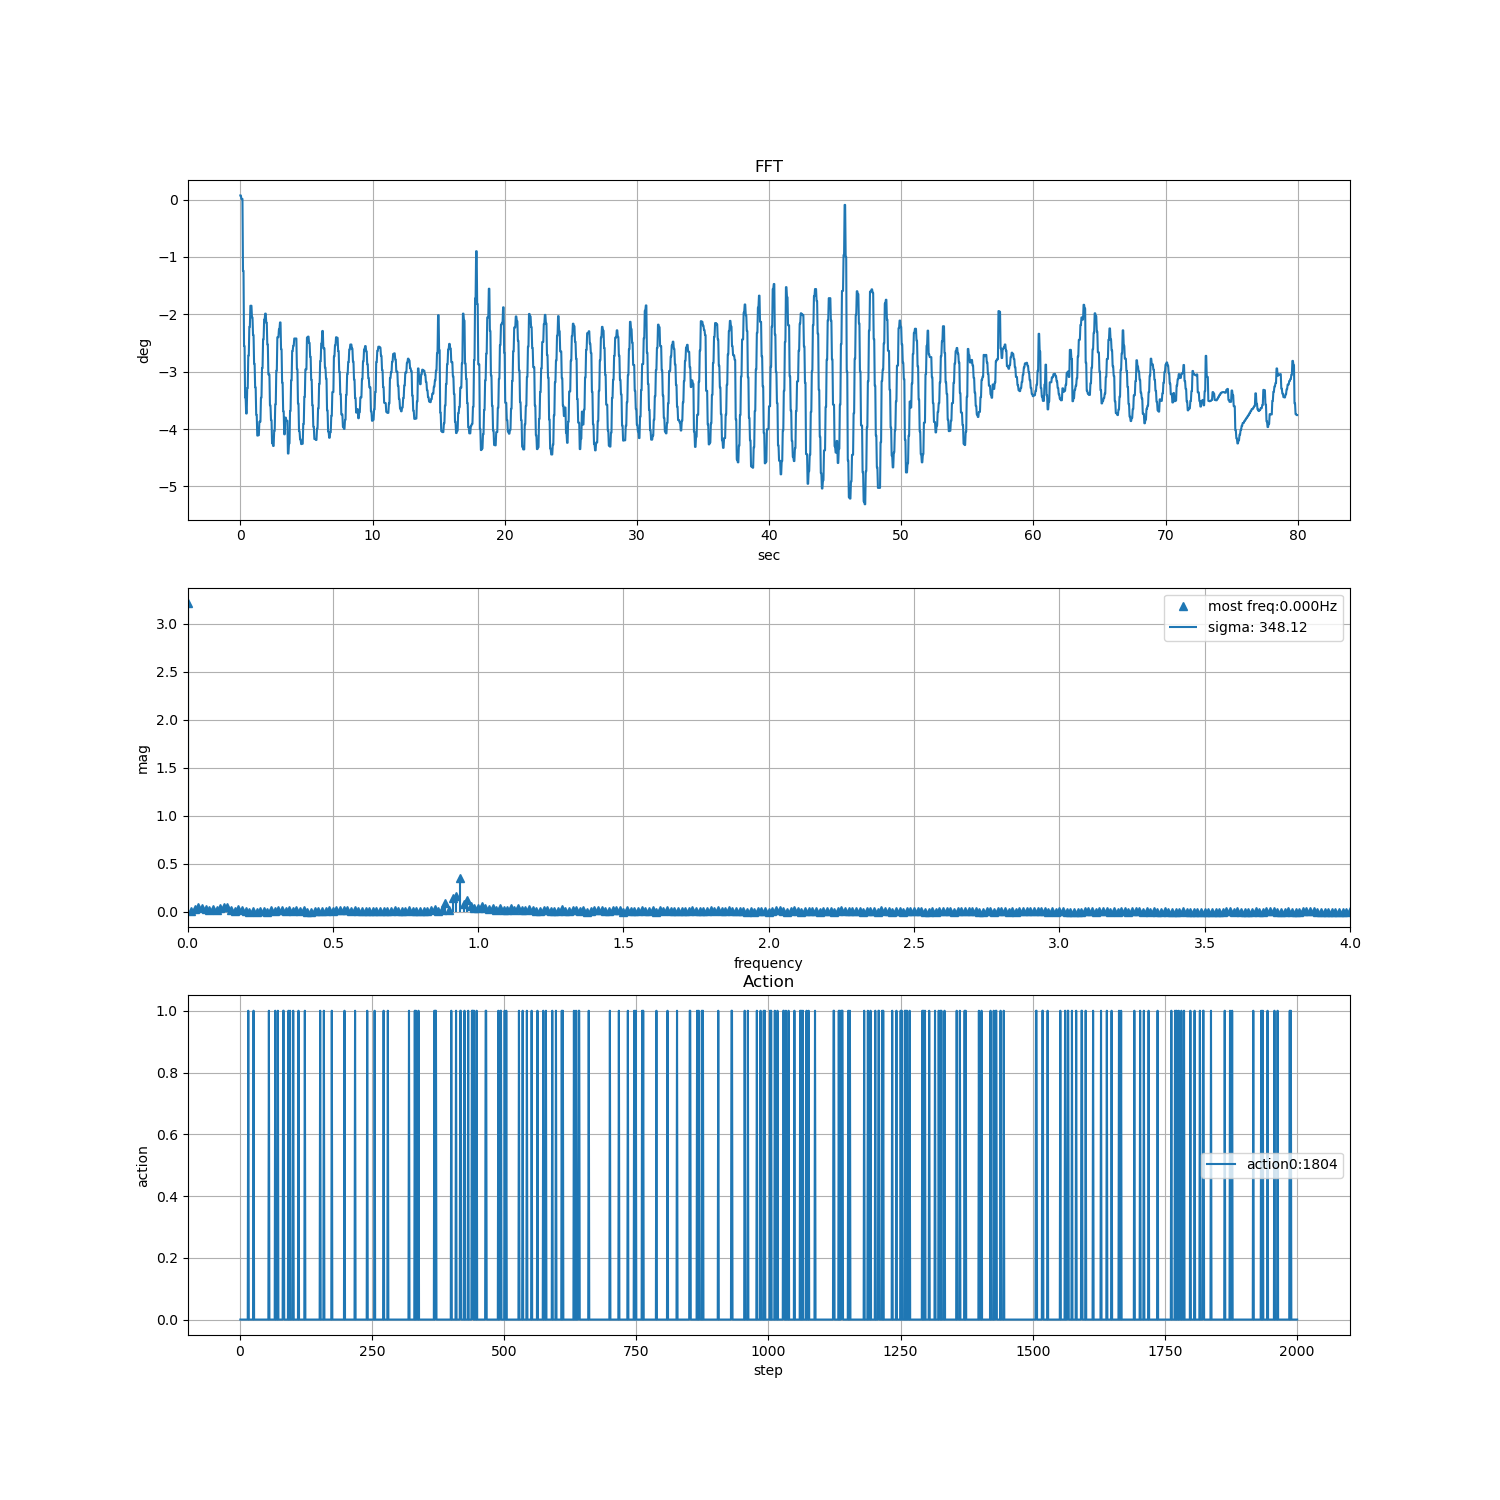 FFT
0
−1
−2
−3
−4
−5
deg
0 10 20 30 40 50 60 70 80
sec
most freq:0.000Hz
sigma: 348.12
3.0
2.5
2.0
1.5
1.0
0.5
0.0
mag
0.0 0.5 1.0 1.5 2.0 2.5 3.0 3.5 4.0
frequency
Action
1.0
0.8
0.6
0.4
0.2
0.0
action
action0:1804
0 250 500 750 1000 1250 1500 1750 2000
step